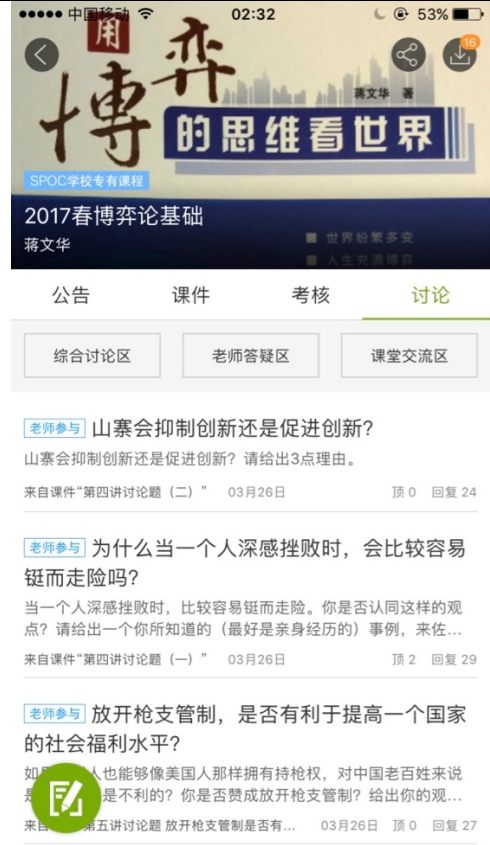 中国移动 02:32 53%
16
用
博弈
蒋文华 著
的思维看世界
SPOC学校专有课程
2017春博弈论基础
蒋文华
世界纷繁多变
人生充满博弈
公告 课件 考核 讨论
综合讨论区 老师答疑区 课堂交流区
老师参与 山寨会抑制创新还是促进创新?
山寨会抑制创新还是促进创新？请给出3点理由。
来自课件“第四讲讨论题（二）” 03月26日 顶 0 回复 24
老师参与 为什么当一个人深感挫败时，会比较容易
铤而走险吗?
当一个人深感挫败时，比较容易铤而走险。你是否认同这样的观
点？请给出一个你所知道的（最好是亲身经历的）事例，来佐...
来自课件“第四讲讨论题（一）” 03月26日 顶 2 回复 29
老师参与 放开枪支管制，是否有利于提高一个国家
的社会福利水平?
如 人也能够像美国人那样拥有持枪权，对中国老百姓来说
是 是不利的？你是否赞成放开枪支管制？给出你的观...
来自 第五讲讨论题 放开枪支管制是否有... 03月26日 顶 0 回复 27